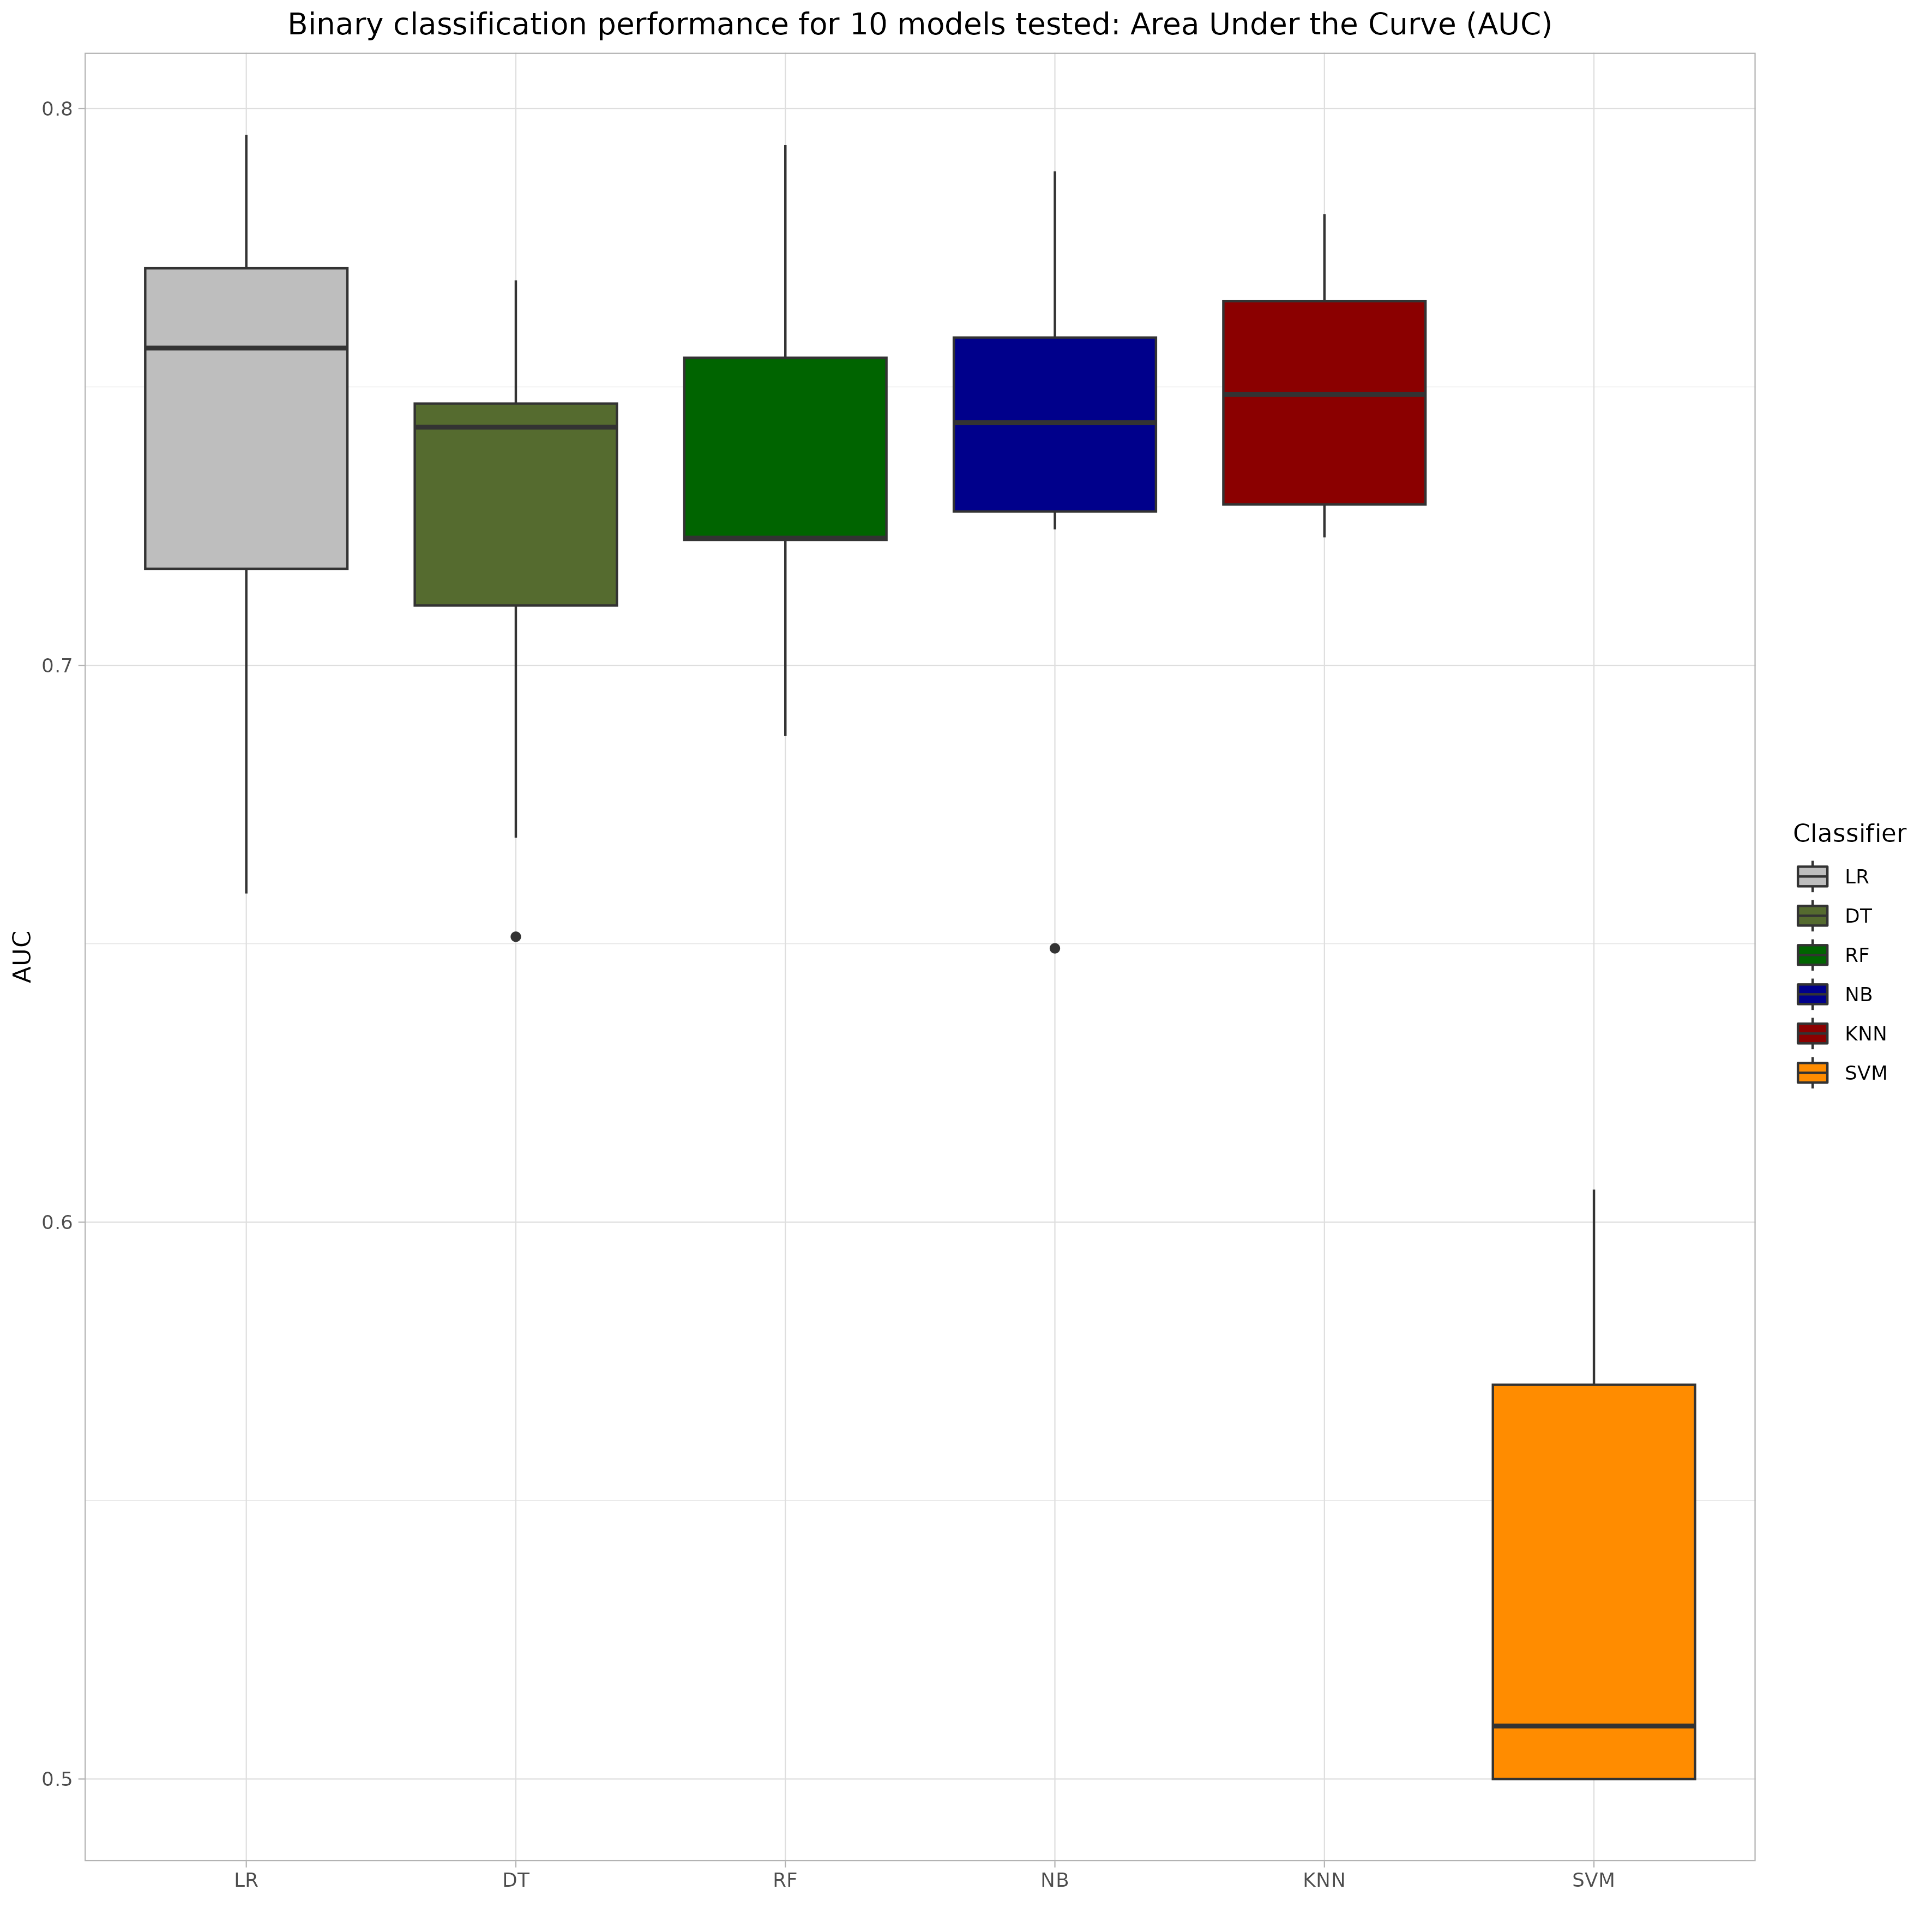 Binary classification performance for 10 models tested: Area Under the Curve (AUC)
0.8
0.7
0.6
0.5
AUC
LR
DT
RF
NB
KNN
SVM
Classifier
LR
DT
RF
NB
KNN
SVM